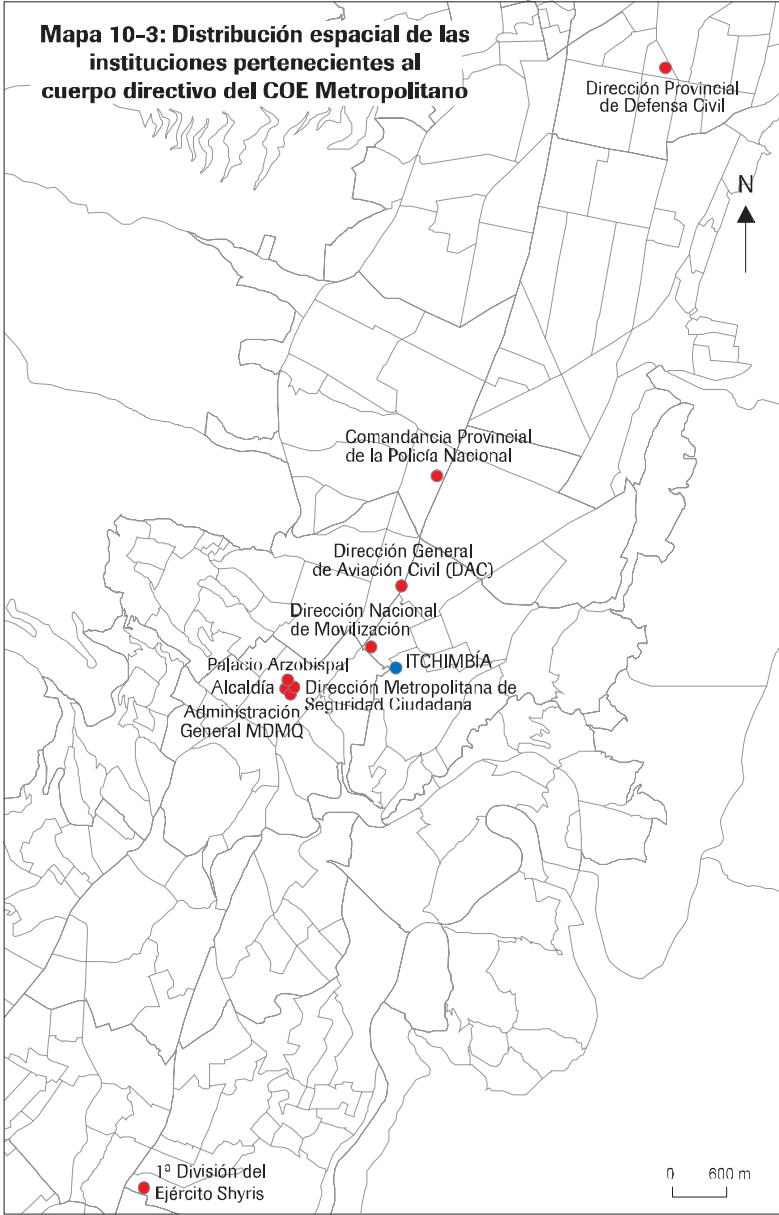 Mapa 10-3: Distribución espacial de las
instituciones pertenecientes al
cuerpo directivo del COE Metropolitano
Dirección Provincial
de Defensa Civil
N
Comandancia Provincial
de la Policía Nacional
Dirección General
de Aviación Civil (DAC)
Dirección Nacional
de Movilización
ITCHIMBÍA
Palacio Arzobispal
Alcaldía
Dirección Metropolitana de
Seguridad Ciudadana
Administración
General MDMQ
1ª División del
Ejército Shyris
0 600 m